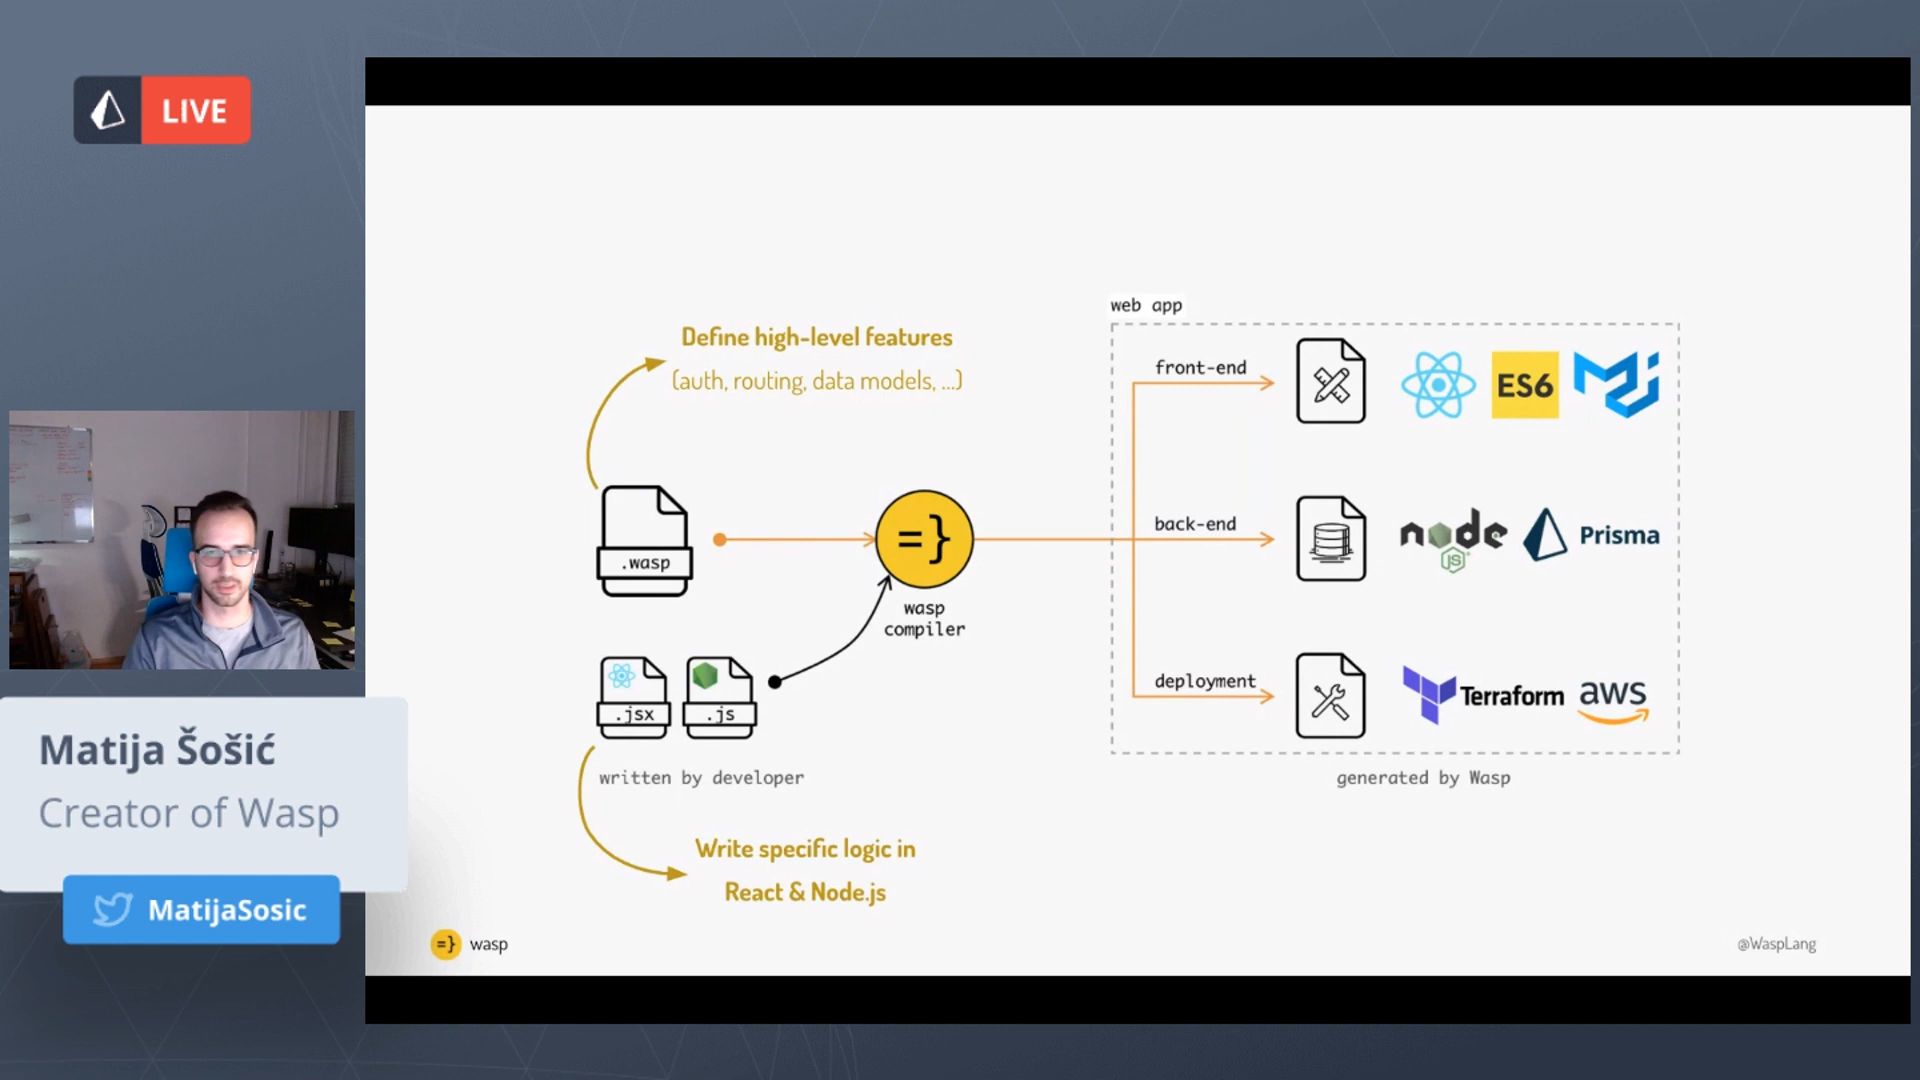 LIVE
Matija Šošić
Creator of Wasp
MatijaSosic
Define high-level features
(auth, routing, data models, ...)
.wasp
=}
wasp
compiler
.jsx
.js
written by developer
Write specific logic in
React & Node.js
web app
front-end
ES6
back-end
node
JS
Prisma
deployment
Terraform
aws
generated by Wasp
=} wasp
@WaspLang